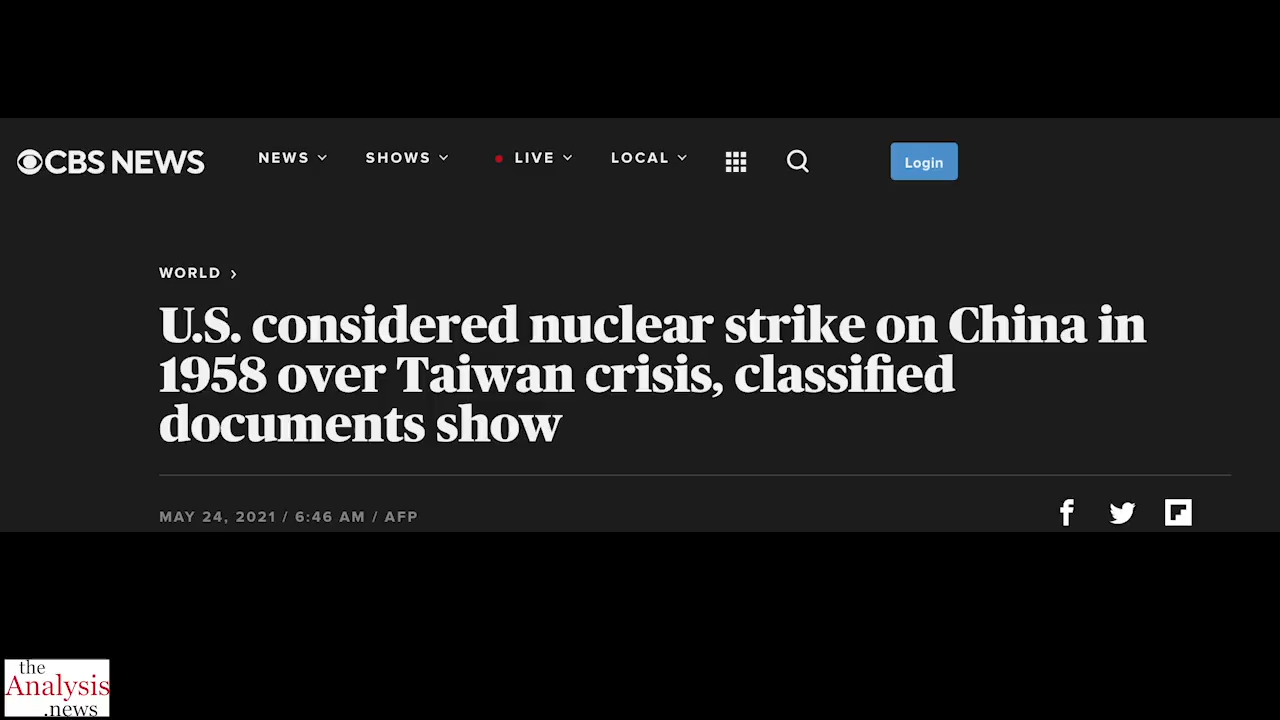 CBS NEWS NEWS SHOWS LIVE LOCAL Login
WORLD ›
U.S. considered nuclear strike on China in
1958 over Taiwan crisis, classified
documents show
MAY 24, 2021 / 6:46 AM / AFP
the
Analysis
.news